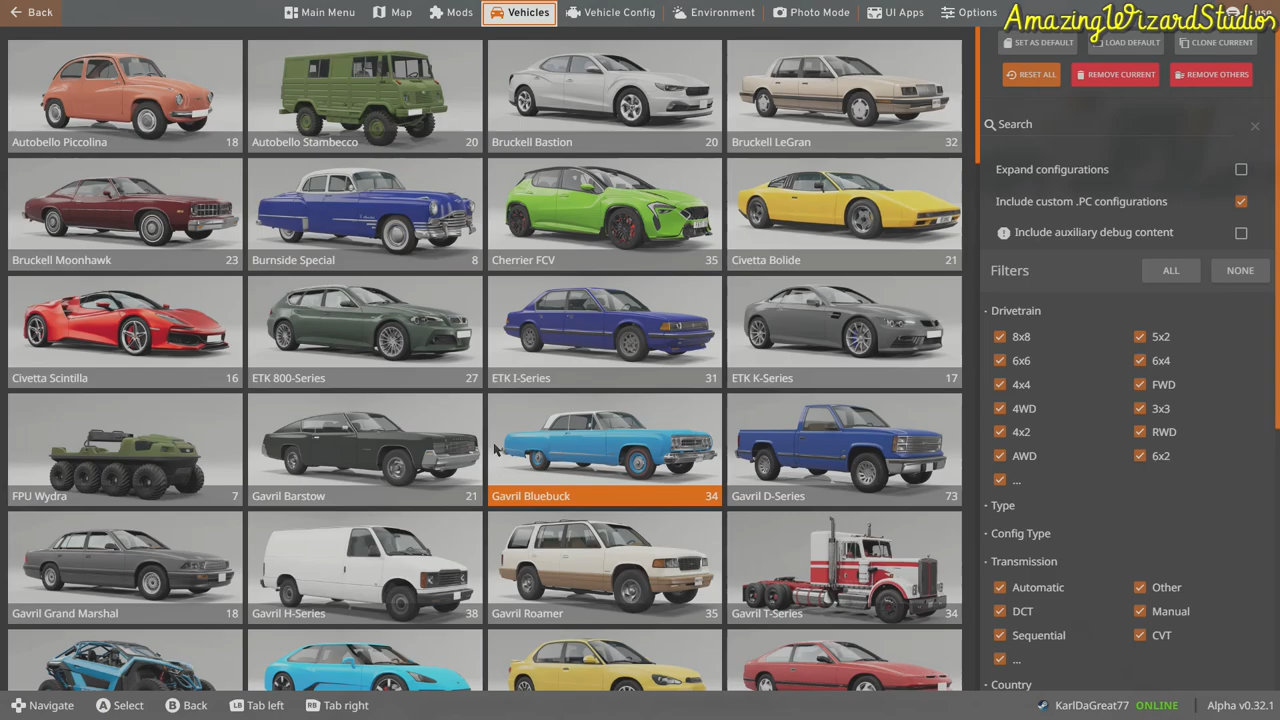 Back
Main Menu
Map
Mods
Vehicles
Vehicle Config
Environment
Photo Mode
UI Apps
Options
AmazingWizardStudios
SET AS DEFAULT
LOAD DEFAULT
CLONE CURRENT
RESET ALL
REMOVE CURRENT
REMOVE OTHERS
Search
Expand configurations
Include custom .PC configurations
Include auxiliary debug content
Filters
ALL
NONE
- Drivetrain
8x8
5x2
6x6
6x4
4x4
FWD
4WD
3x3
4x2
RWD
AWD
6x2
...
- Type
- Config Type
- Transmission
Automatic
Other
DCT
Manual
Sequential
CVT
...
- Country
Autobello Piccolina 18
Autobello Stambecco 20
Bruckell Bastion 20
Bruckell LeGran 32
Bruckell Moonhawk 23
Burnside Special 8
Cherrier FCV 35
Civetta Bolide 21
Civetta Scintilla 16
ETK 800-Series 27
ETK I-Series 31
ETK K-Series 17
FPU Wydra 7
Gavril Barstow 21
Gavril Bluebuck 34
Gavril D-Series 73
Gavril Grand Marshal 18
Gavril H-Series 38
Gavril Roamer 35
Gavril T-Series 34
Navigate
A Select
B Back
LB Tab left
RB Tab right
KarlDaGreat77 ONLINE
Alpha v0.32.1